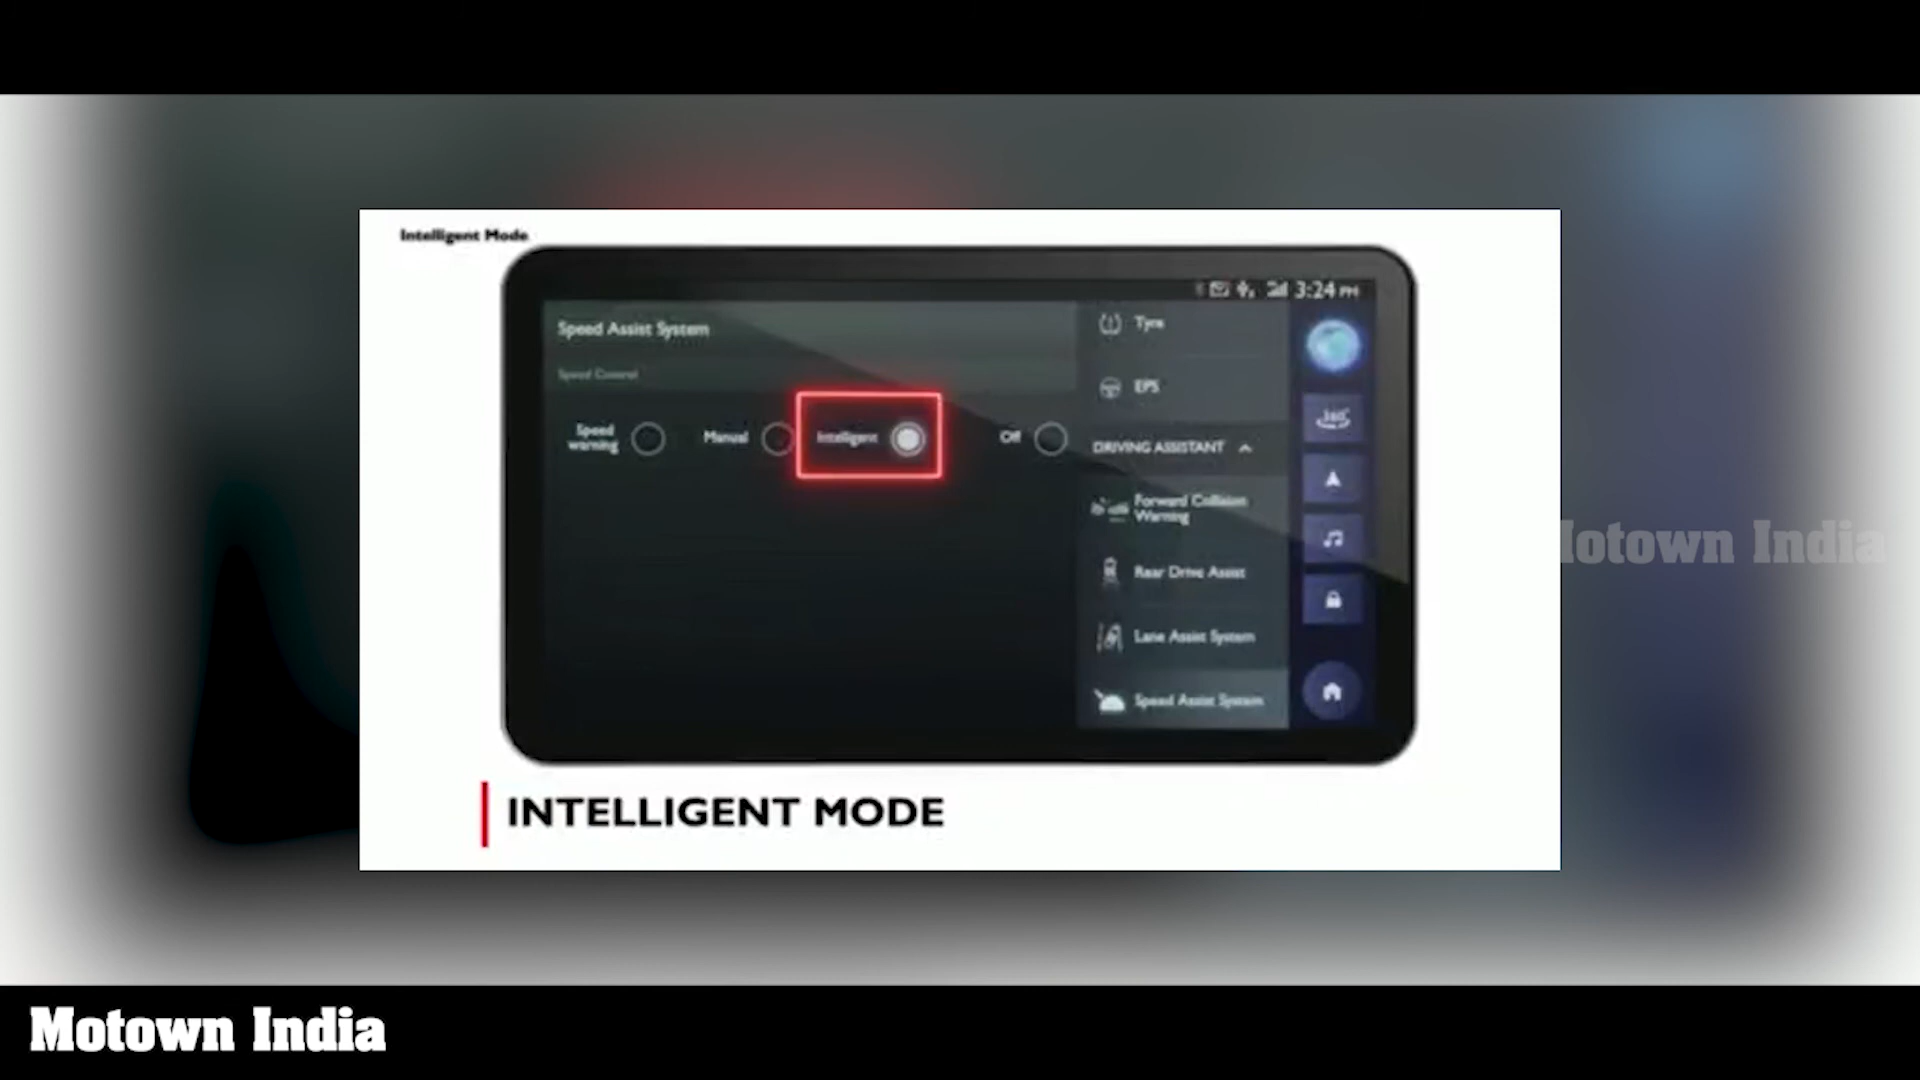 Intelligent Mode
3:24 PM
Speed Assist System
Speed Control
Speed
warning
Manual
Intelligent
Off
Tyre
EPS
DRIVING ASSISTANT
Forward Collision
Warning
Rear Drive Assist
Lane Assist System
Speed Assist System
360°
INTELLIGENT MODE
Motown India
Motown India